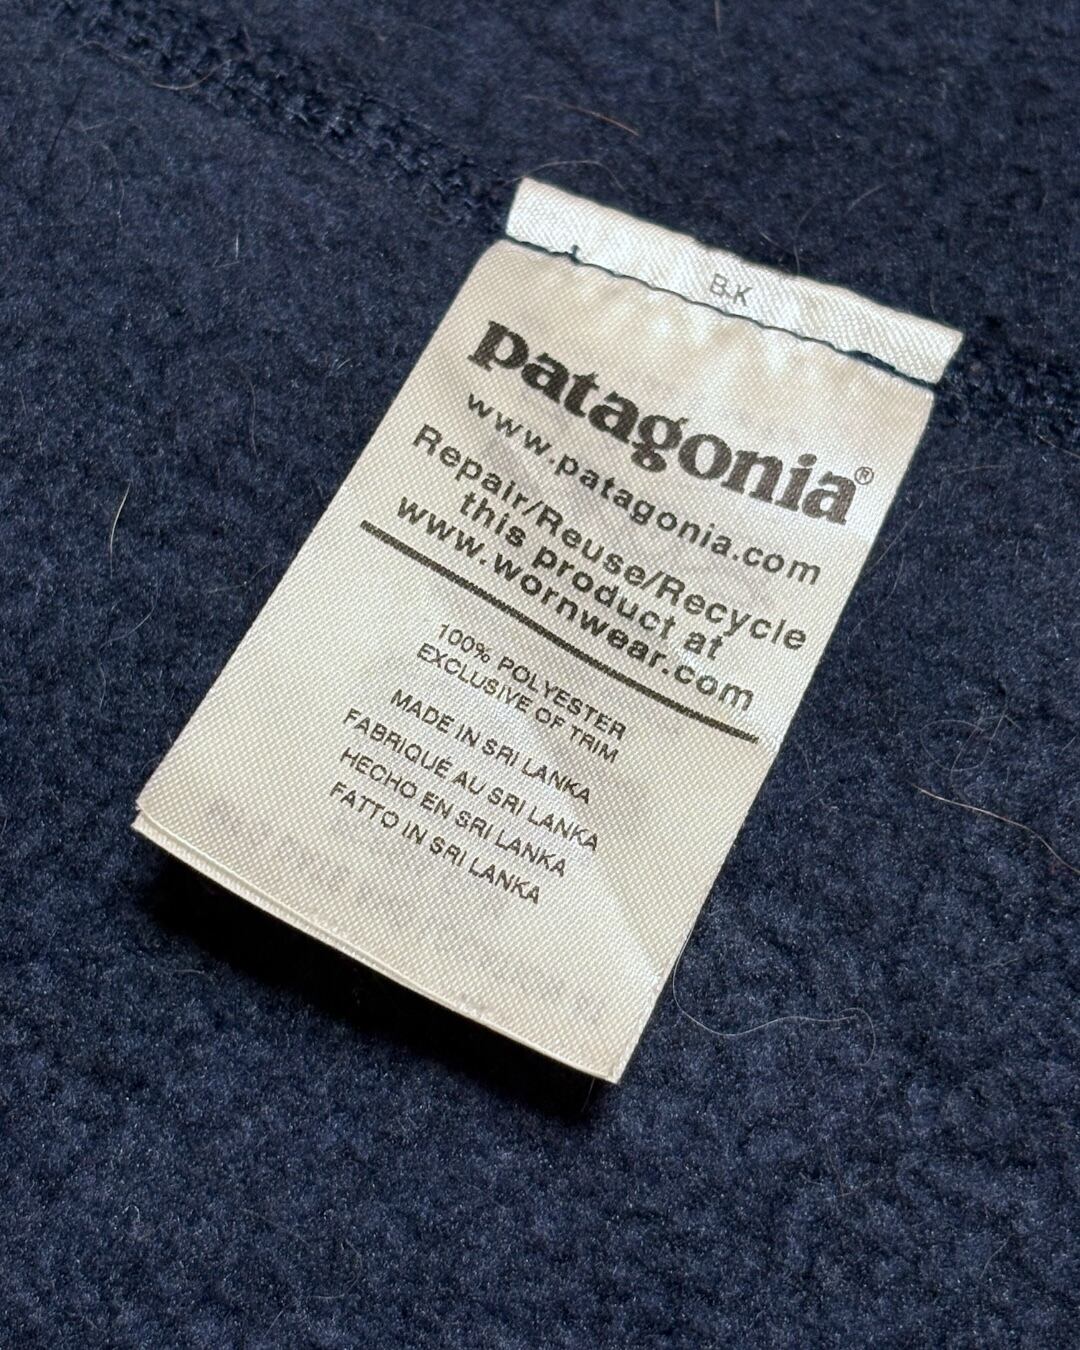 B-K
patagonia®
www.patagonia.com
Repair/Reuse/Recycle
this product at
www.wornwear.com
100% POLYESTER
EXCLUSIVE OF TRIM
MADE IN SRI LANKA
FABRIQUÉ AU SRI LANKA
HECHO EN SRI LANKA
FATTO IN SRI LANKA